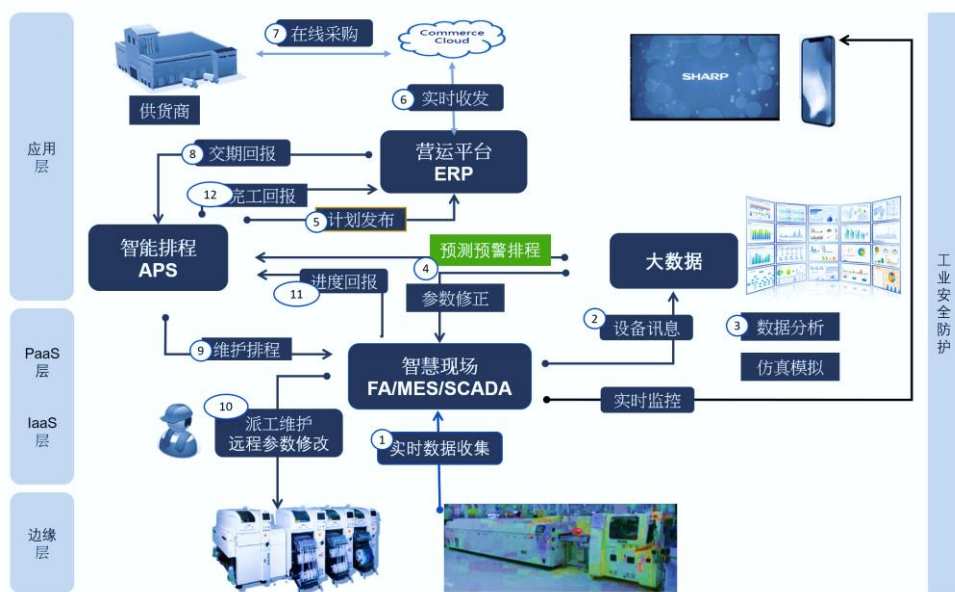 应用
层
PaaS
层
IaaS
层
边缘
层
7 在线采购
Commerce
Cloud
供货商
6 实时收发
SHARP
8 交期回报
营运平台
ERP
12 完工回报
5 计划发布
智能排程
APS
预测预警排程
4
进度回报
11
参数修正
大数据
2 设备讯息
3 数据分析
仿真模拟
9 维护排程
智慧现场
FA/MES/SCADA
实时监控
10
派工维护
远程参数修改
1
实时数据收集
工业安全防护